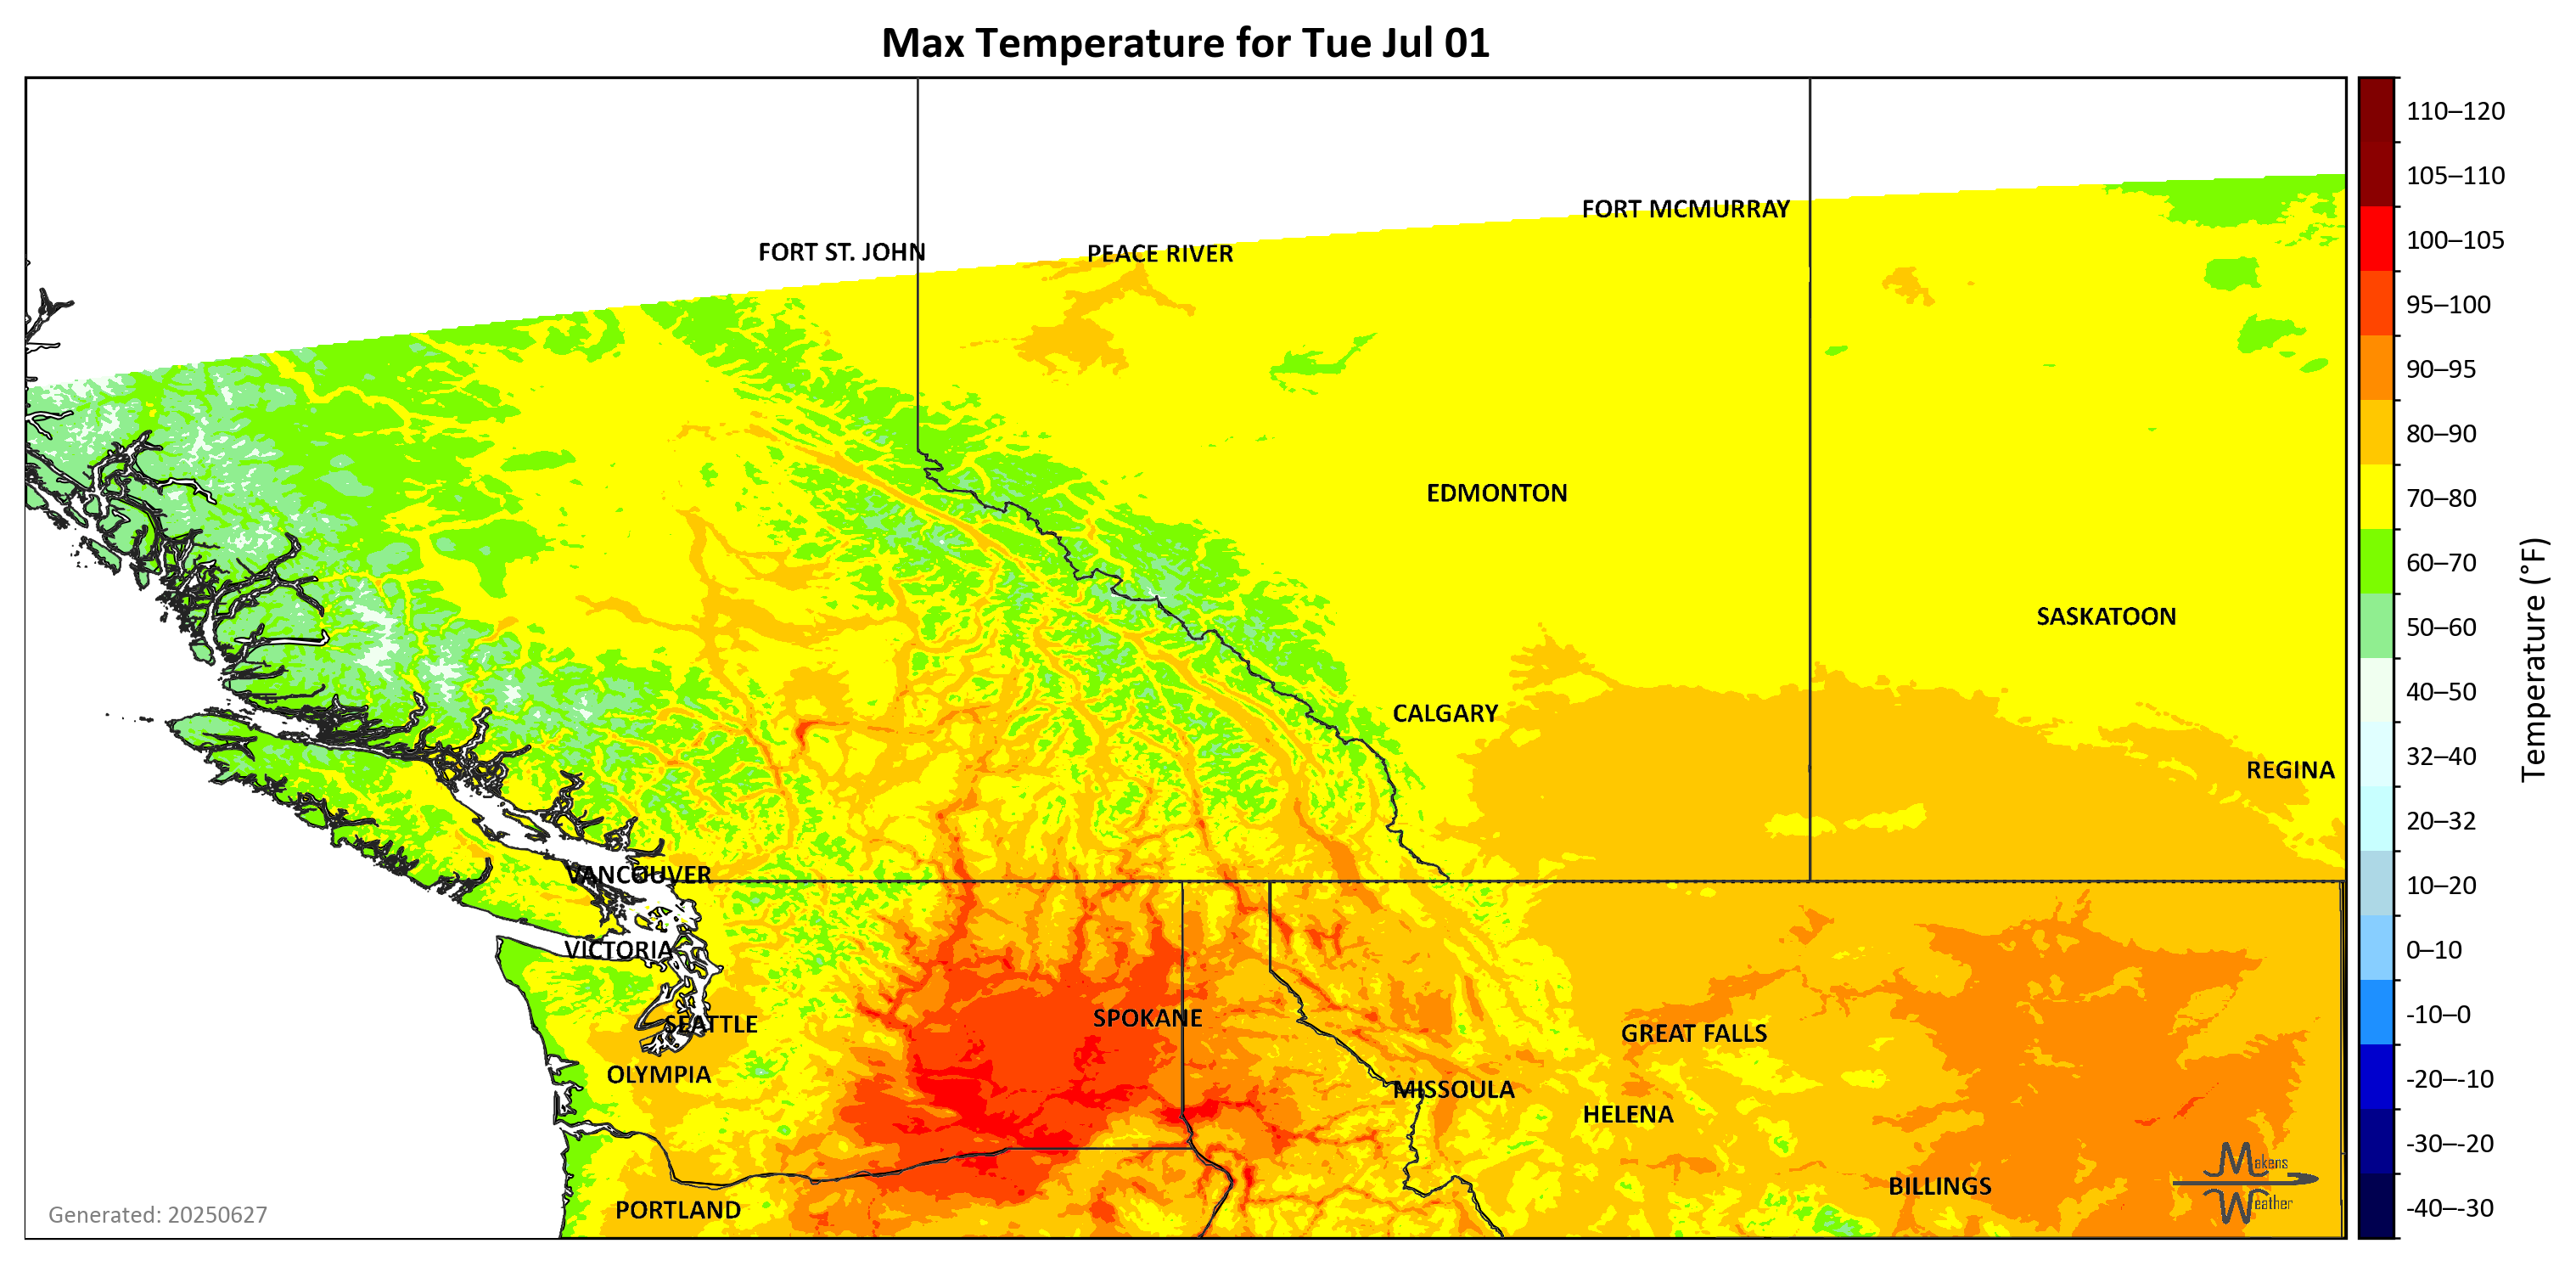 Max Temperature for Tue Jul 01
FORT MCMURRAY
FORT ST. JOHN
PEACE RIVER
EDMONTON
SASKATOON
CALGARY
REGINA
VANCOUVER
VICTORIA
SEATTLE
SPOKANE
GREAT FALLS
OLYMPIA
MISSOULA
HELENA
BILLINGS
PORTLAND
Makens
Weather
Generated: 20250627
110–120
105–110
100–105
95–100
90–95
80–90
70–80
60–70
50–60
40–50
32–40
20–32
10–20
0–10
-10–0
-20–-10
-30–-20
-40–-30
Temperature (°F)